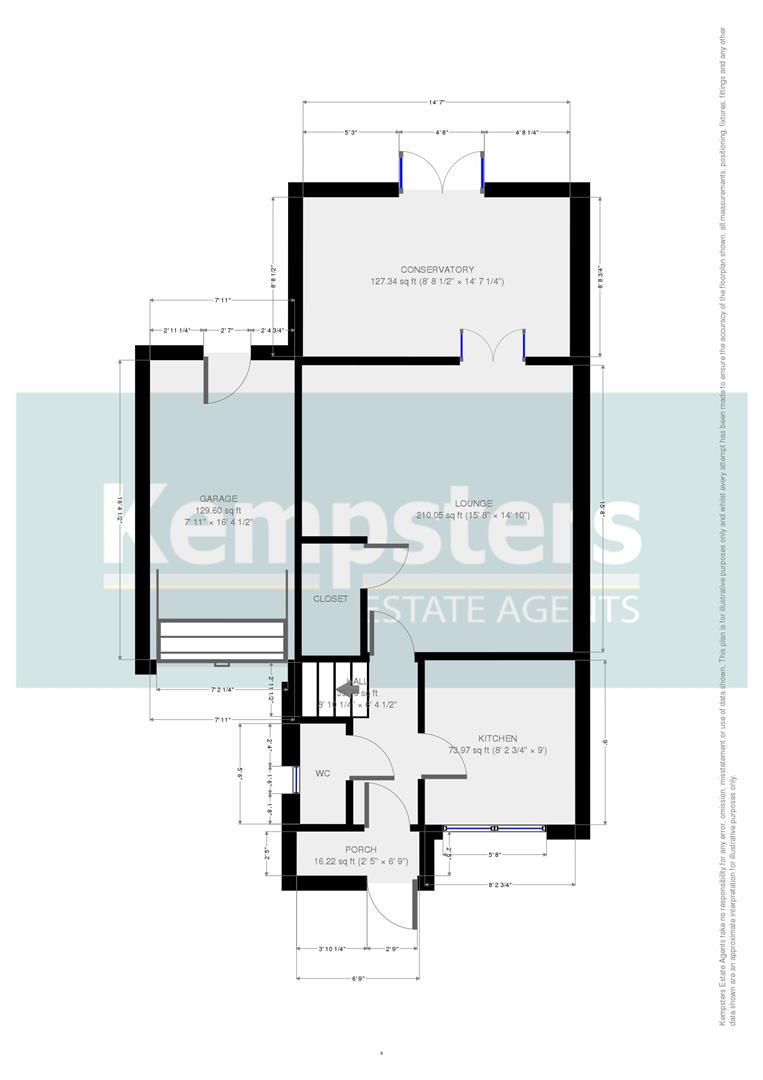 14' 7"
5' 3"
4' 8"
4' 8 1/4"
8' 8 1/2"
8' 8 3/4"
CONSERVATORY
127.34 sq ft (8' 8 1/2" × 14' 7 1/4")
7' 11"
2' 11 1/4"
2' 7"
2' 4 3/4"
16' 4 1/2"
15' 8"
GARAGE
129.60 sq ft
7' 11" × 16' 4 1/2"
LOUNGE
210.05 sq ft (15' 8" × 14' 10")
Kempsters
ESTATE AGENTS
CLOSET
HALL
sq ft
8' 10 1/4" × 6' 4 1/2"
7' 2 1/4"
2' 11 1/2"
7' 11"
KITCHEN
73.97 sq ft (8' 2 3/4" × 9')
9'
WC
5' 6"
2' 4"
1' 6"
1' 8"
PORCH
16.22 sq ft (2' 5" × 6' 9")
2' 5"
5' 8"
8' 2 3/4"
3' 10 1/4"
2' 9"
6' 9"
Kempsters Estate Agents take no responsibility for any error, omission, misstatement or use of data shown. This plan is for illustrative purposes only and whilst every attempt has been made to ensure the accuracy of the floorplan shown, all measurements, positioning, fixtures, fittings and any other
data shown are an approximate interpretation for illustrative purposes only.